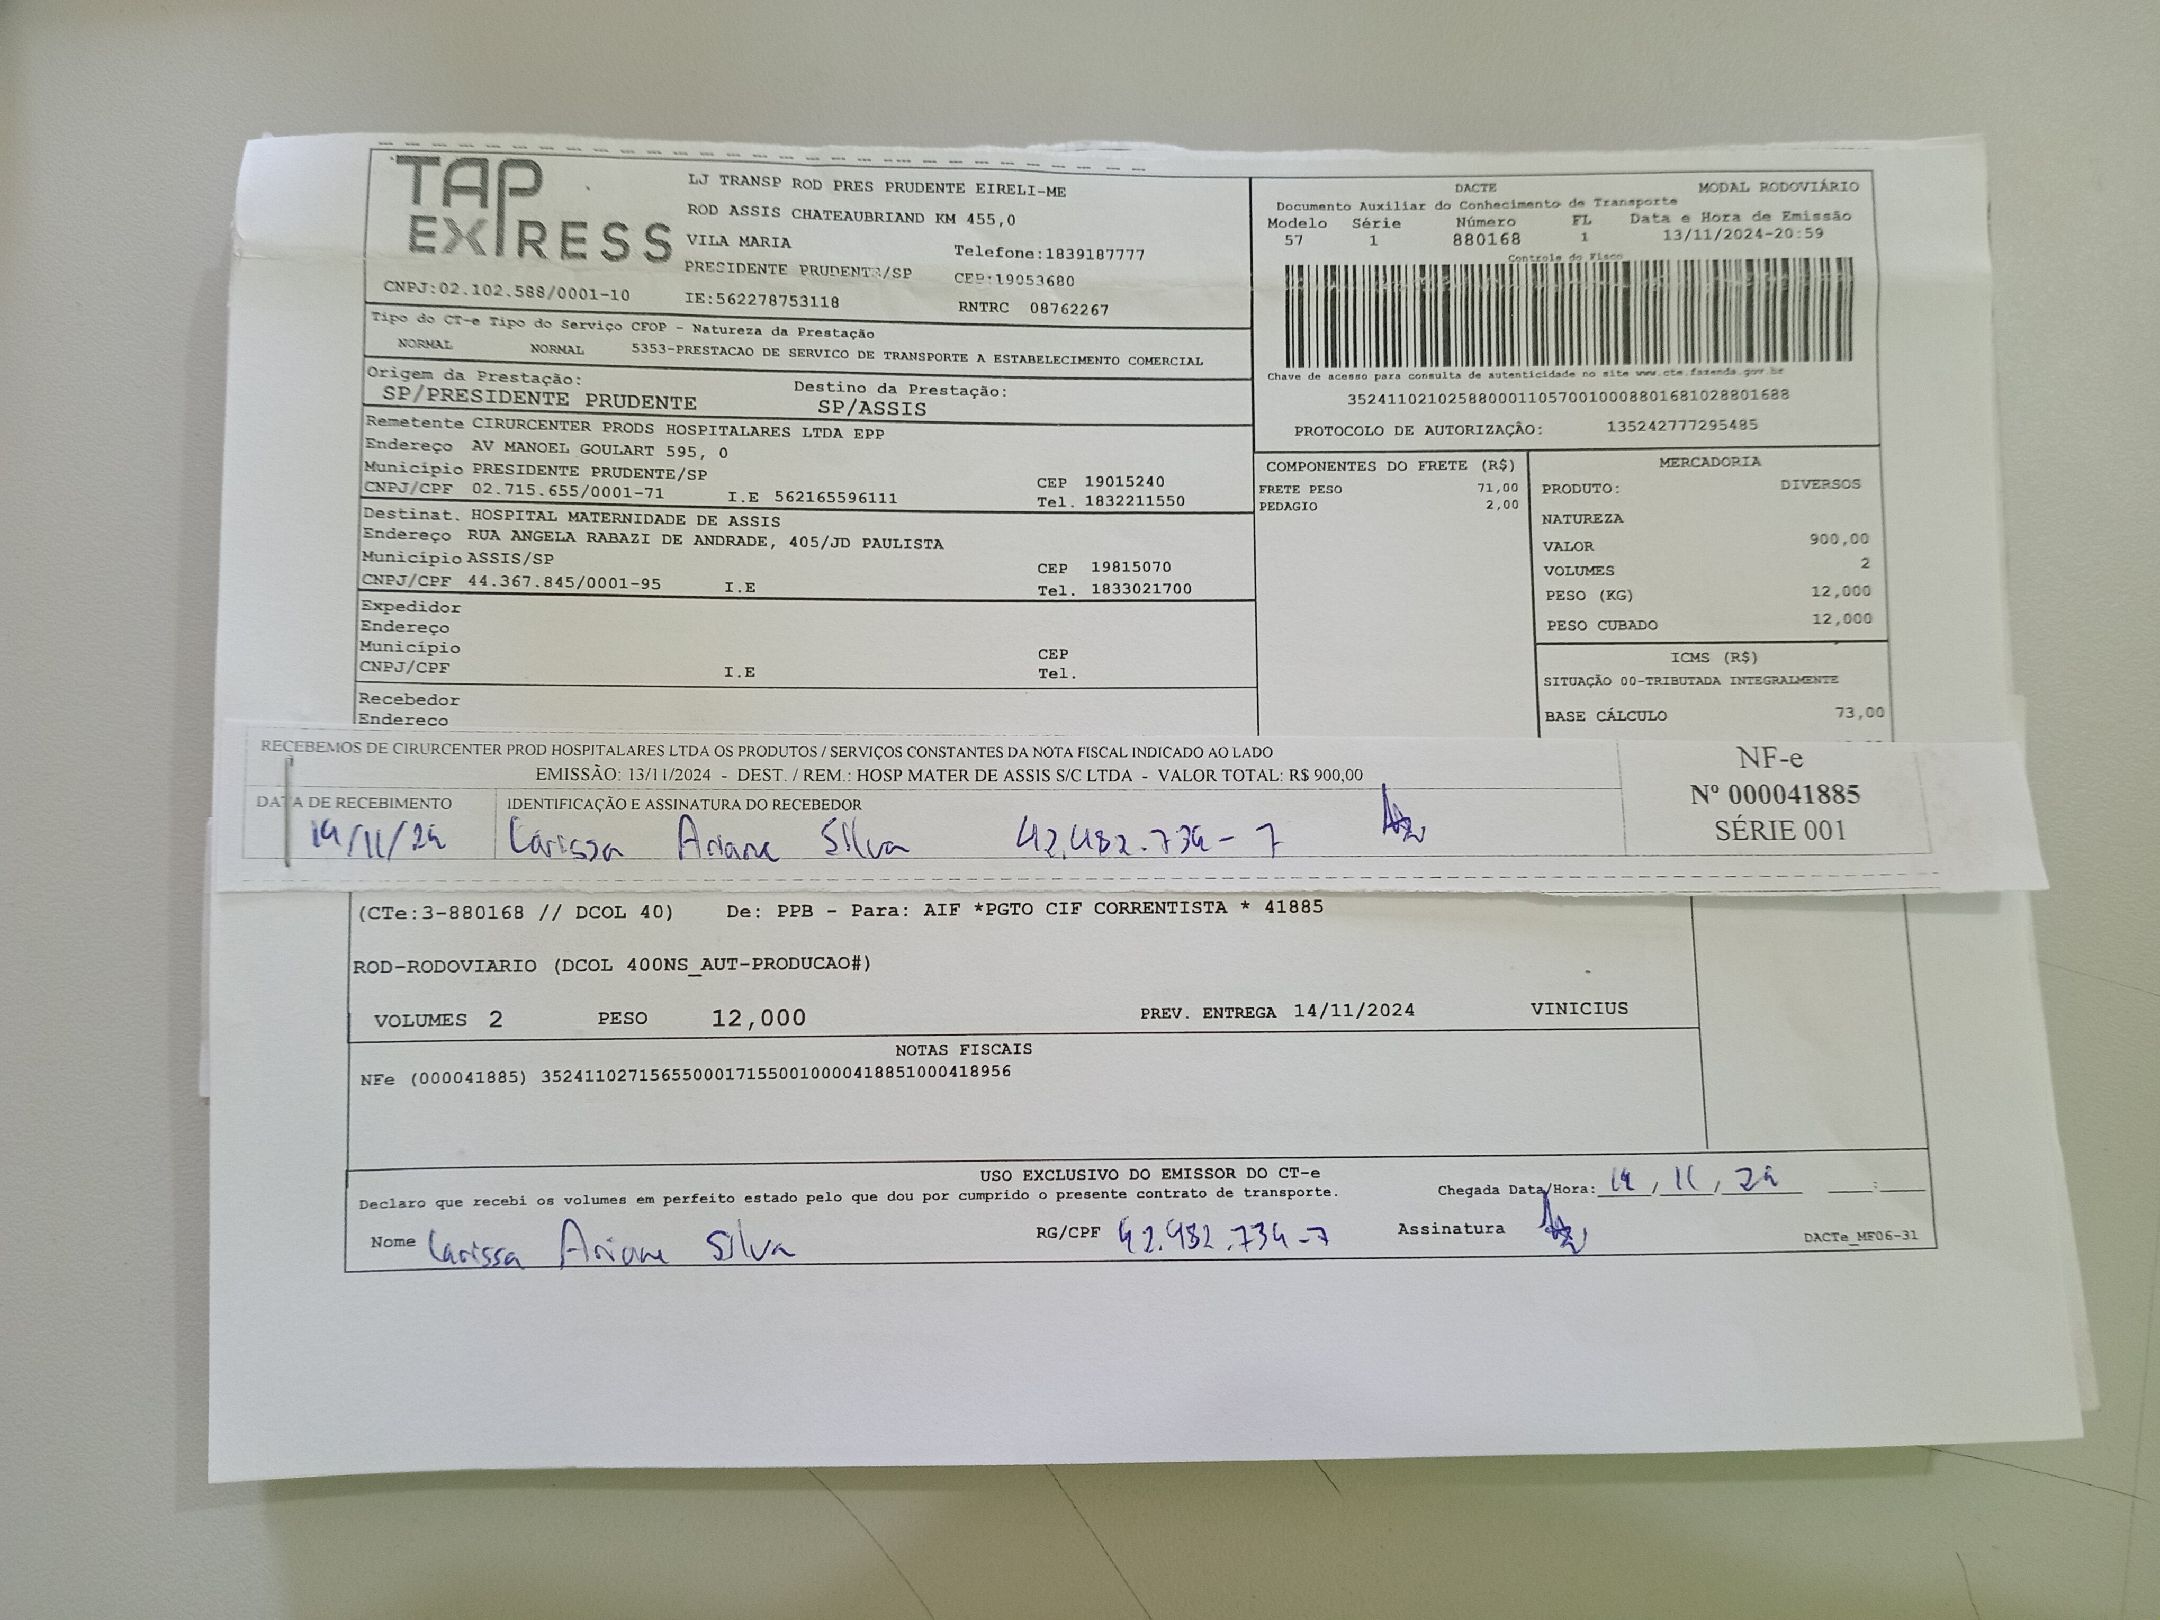 TAP EXPRESS
LJ TRANSP ROD PRES PRUDENTE EIRELI-ME
ROD ASSIS CHATEAUBRIAND KM 455,0
VILA MARIA Telefone:1839187777
PRESIDENTE PRUDENTE/SP CEP:19053680
CNPJ:02.102.588/0001-10 IE:562278753118 RNTRC 08762267
Tipo do CT-e Tipo do Serviço CFOP - Natureza da Prestação
NORMAL NORMAL 5353-PRESTACAO DE SERVICO DE TRANSPORTE A ESTABELECIMENTO COMERCIAL
Origem da Prestação: Destino da Prestação:
SP/PRESIDENTE PRUDENTE SP/ASSIS
Remetente CIRURCENTER PRODS HOSPITALARES LTDA EPP
Endereço AV MANOEL GOULART 595, 0
Município PRESIDENTE PRUDENTE/SP CEP 19015240
CNPJ/CPF 02.715.655/0001-71 I.E 562165596111 Tel. 1832211550
Destinat. HOSPITAL MATERNIDADE DE ASSIS
Endereço RUA ANGELA RABAZI DE ANDRADE, 405/JD PAULISTA
Município ASSIS/SP CEP 19815070
CNPJ/CPF 44.367.845/0001-95 I.E Tel. 1833021700
Expedidor
Endereço
Município CEP
CNPJ/CPF I.E Tel.
Recebedor
Endereco
DACTE MODAL RODOVIÁRIO
Documento Auxiliar do Conhecimento de Transporte
Modelo Série Número FL Data e Hora de Emissão
57 1 880168 1 13/11/2024-20:59
Controle do Fisco
Chave de acesso para consulta de autenticidade no site www.cte.fazenda.gov.br
35241102102588000110570010008801681028801688
PROTOCOLO DE AUTORIZAÇÃO: 135242777295485
COMPONENTES DO FRETE (R$)
FRETE PESO 71,00
PEDAGIO 2,00
MERCADORIA
PRODUTO: DIVERSOS
NATUREZA
VALOR 900,00
VOLUMES 2
PESO (KG) 12,000
PESO CUBADO 12,000
ICMS (R$)
SITUAÇÃO 00-TRIBUTADA INTEGRALMENTE
BASE CÁLCULO 73,00
RECEBEMOS DE CIRURCENTER PROD HOSPITALARES LTDA OS PRODUTOS / SERVIÇOS CONSTANTES DA NOTA FISCAL INDICADO AO LADO
EMISSÃO: 13/11/2024 - DEST. / REM.: HOSP MATER DE ASSIS S/C LTDA - VALOR TOTAL: R$ 900,00
DATA DE RECEBIMENTO IDENTIFICAÇÃO E ASSINATURA DO RECEBEDOR
14/11/24 Larissa Ariane Silva 42.482.734-7
NF-e
Nº 000041885
SÉRIE 001
(CTe:3-880168 // DCOL 40) De: PPB - Para: AIF *PGTO CIF CORRENTISTA * 41885
ROD-RODOVIARIO (DCOL 400NS_AUT-PRODUCAO#)
VOLUMES 2 PESO 12,000 PREV. ENTREGA 14/11/2024 VINICIUS
NOTAS FISCAIS
NFe (000041885) 35241102715655000171550010000418851000418956
USO EXCLUSIVO DO EMISSOR DO CT-e
Declaro que recebi os volumes em perfeito estado pelo que dou por cumprido o presente contrato de transporte. Chegada Data/Hora: 14, 11, 24 __:__
Nome Larissa Ariane Silva RG/CPF 42.482.734-7 Assinatura
DACTe_MF06-31